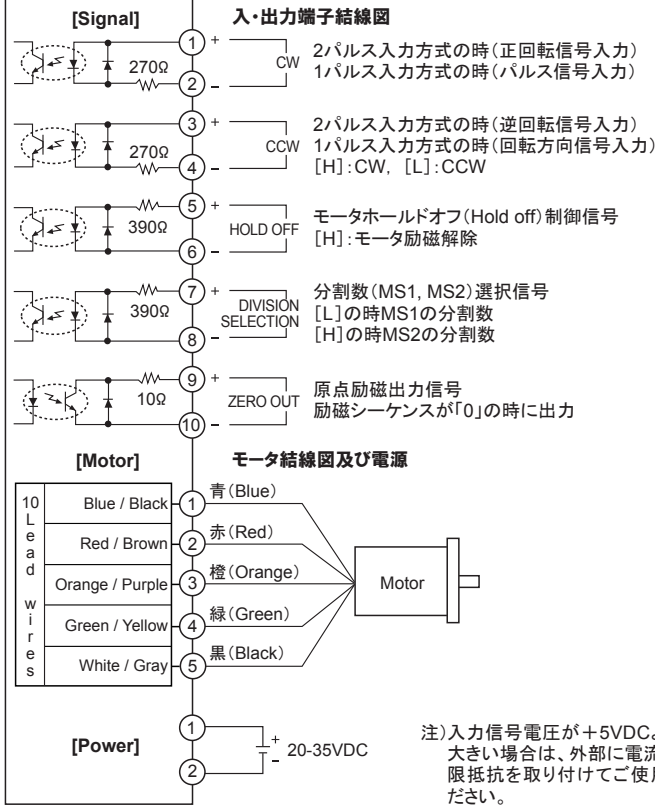 [Signal]
入・出力端子結線図
1
+
270Ω
2
-
CW
2パルス入力方式の時(正回転信号入力)
1パルス入力方式の時(パルス信号入力)
3
+
270Ω
4
-
CCW
2パルス入力方式の時(逆回転信号入力)
1パルス入力方式の時(回転方向信号入力)
[H]:CW, [L]:CCW
5
+
390Ω
6
-
HOLD OFF
モータホールドオフ(Hold off)制御信号
[H]:モータ励磁解除
7
+
390Ω
8
-
DIVISION
SELECTION
分割数(MS1, MS2)選択信号
[L]の時MS1の分割数
[H]の時MS2の分割数
9
+
10Ω
10
-
ZERO OUT
原点励磁出力信号
励磁シーケンスが「0」の時に出力
[Motor]
モータ結線図及び電源
10 Lead wires
Blue / Black
1
青(Blue)
Red / Brown
2
赤(Red)
Orange / Purple
3
橙(Orange)
Green / Yellow
4
緑(Green)
White / Gray
5
黒(Black)
Motor
[Power]
1
2
+
-
20-35VDC
注)入力信号電圧が+5VDC
大きい場合は、外部に電流
限抵抗を取り付けてご使
ださい。